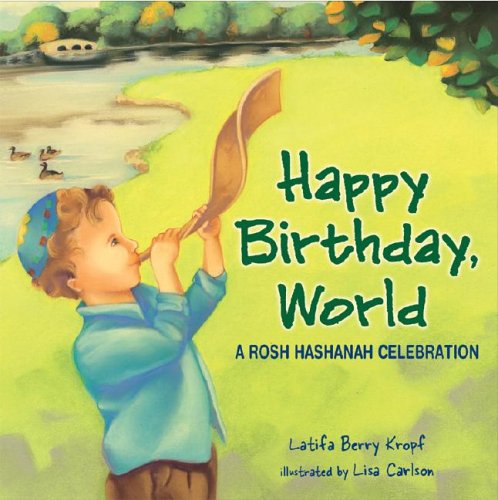 Happy
Birthday,
World
A ROSH HASHANAH CELEBRATION
Latifa Berry Kropf
illustrated by Lisa Carlson